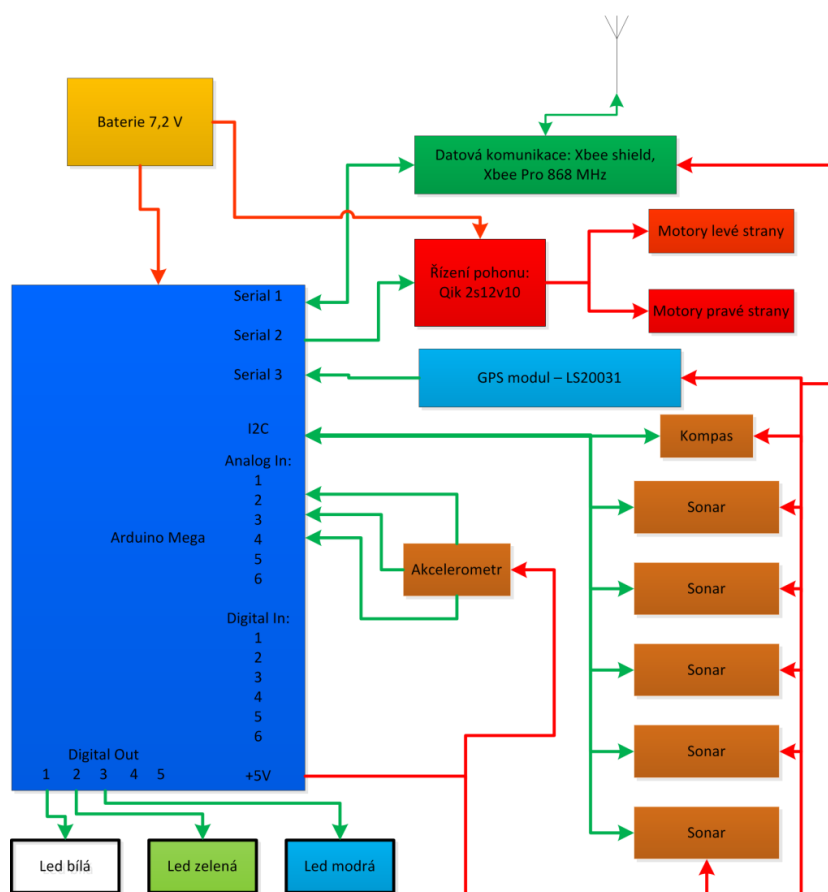 Baterie 7,2 V
Datová komunikace: Xbee shield,
Xbee Pro 868 MHz
Řízení pohonu:
Qik 2s12v10
Motory levé strany
Motory pravé strany
Serial 1
Serial 2
Serial 3
GPS modul – LS20031
I2C
Kompas
Analog In:
1
2
3
4
5
6
Arduino Mega
Akcelerometr
Sonar
Sonar
Sonar
Sonar
Sonar
Digital In:
1
2
3
4
5
6
Digital Out
1 2 3 4 5
+5V
Led bílá
Led zelená
Led modrá